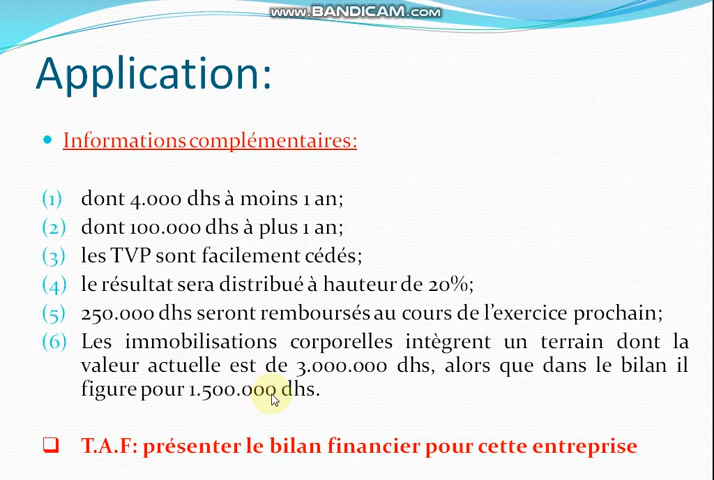 www.BANDICAM.com
Application:
• Informations complémentaires:
(1) dont 4.000 dhs à moins 1 an;
(2) dont 100.000 dhs à plus 1 an;
(3) les TVP sont facilement cédés;
(4) le résultat sera distribué à hauteur de 20%;
(5) 250.000 dhs seront remboursés au cours de l'exercice prochain;
(6) Les immobilisations corporelles intègrent un terrain dont la
valeur actuelle est de 3.000.000 dhs, alors que dans le bilan il
figure pour 1.500.000 dhs.
❑ T.A.F: présenter le bilan financier pour cette entreprise